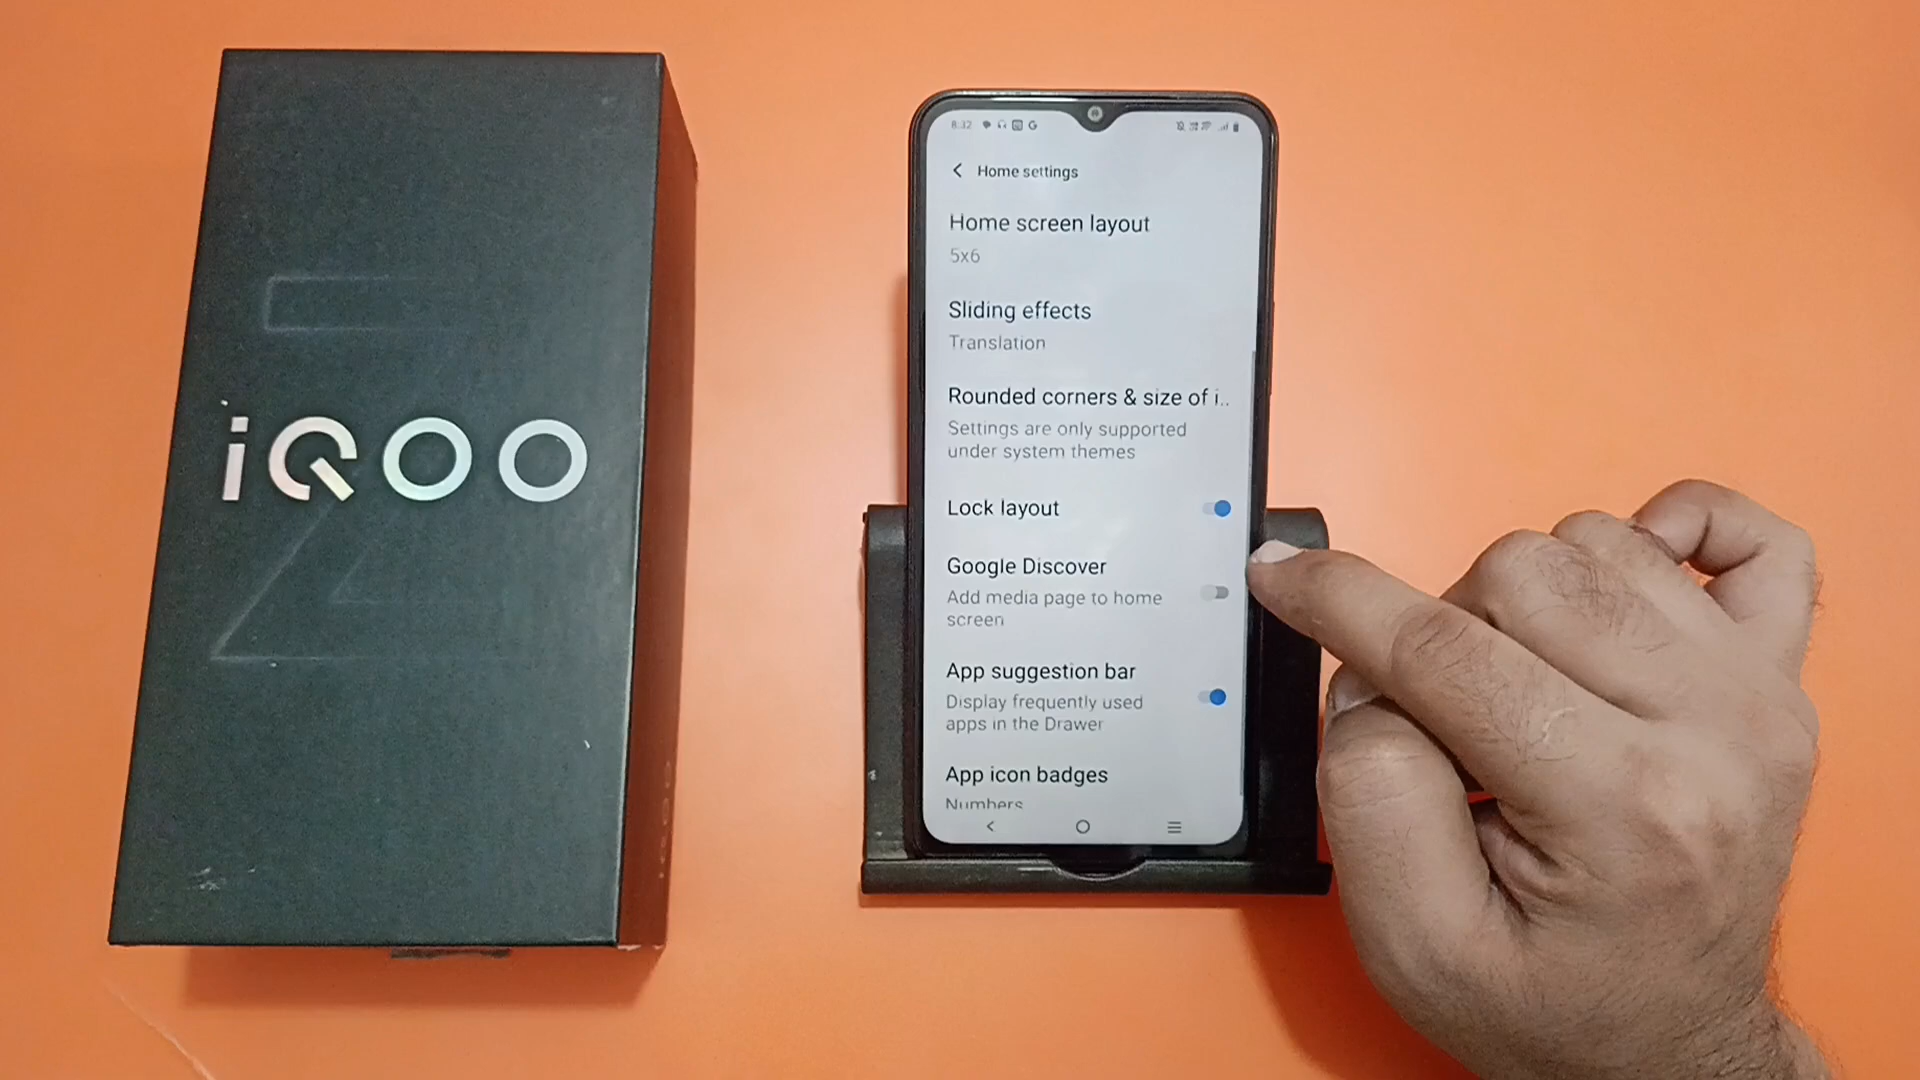 iQOO
8:32
Home settings
Home screen layout
5x6
Sliding effects
Translation
Rounded corners & size of i..
Settings are only supported
under system themes
Lock layout
Google Discover
Add media page to home
screen
App suggestion bar
Display frequently used
apps in the Drawer
App icon badges
Numbers